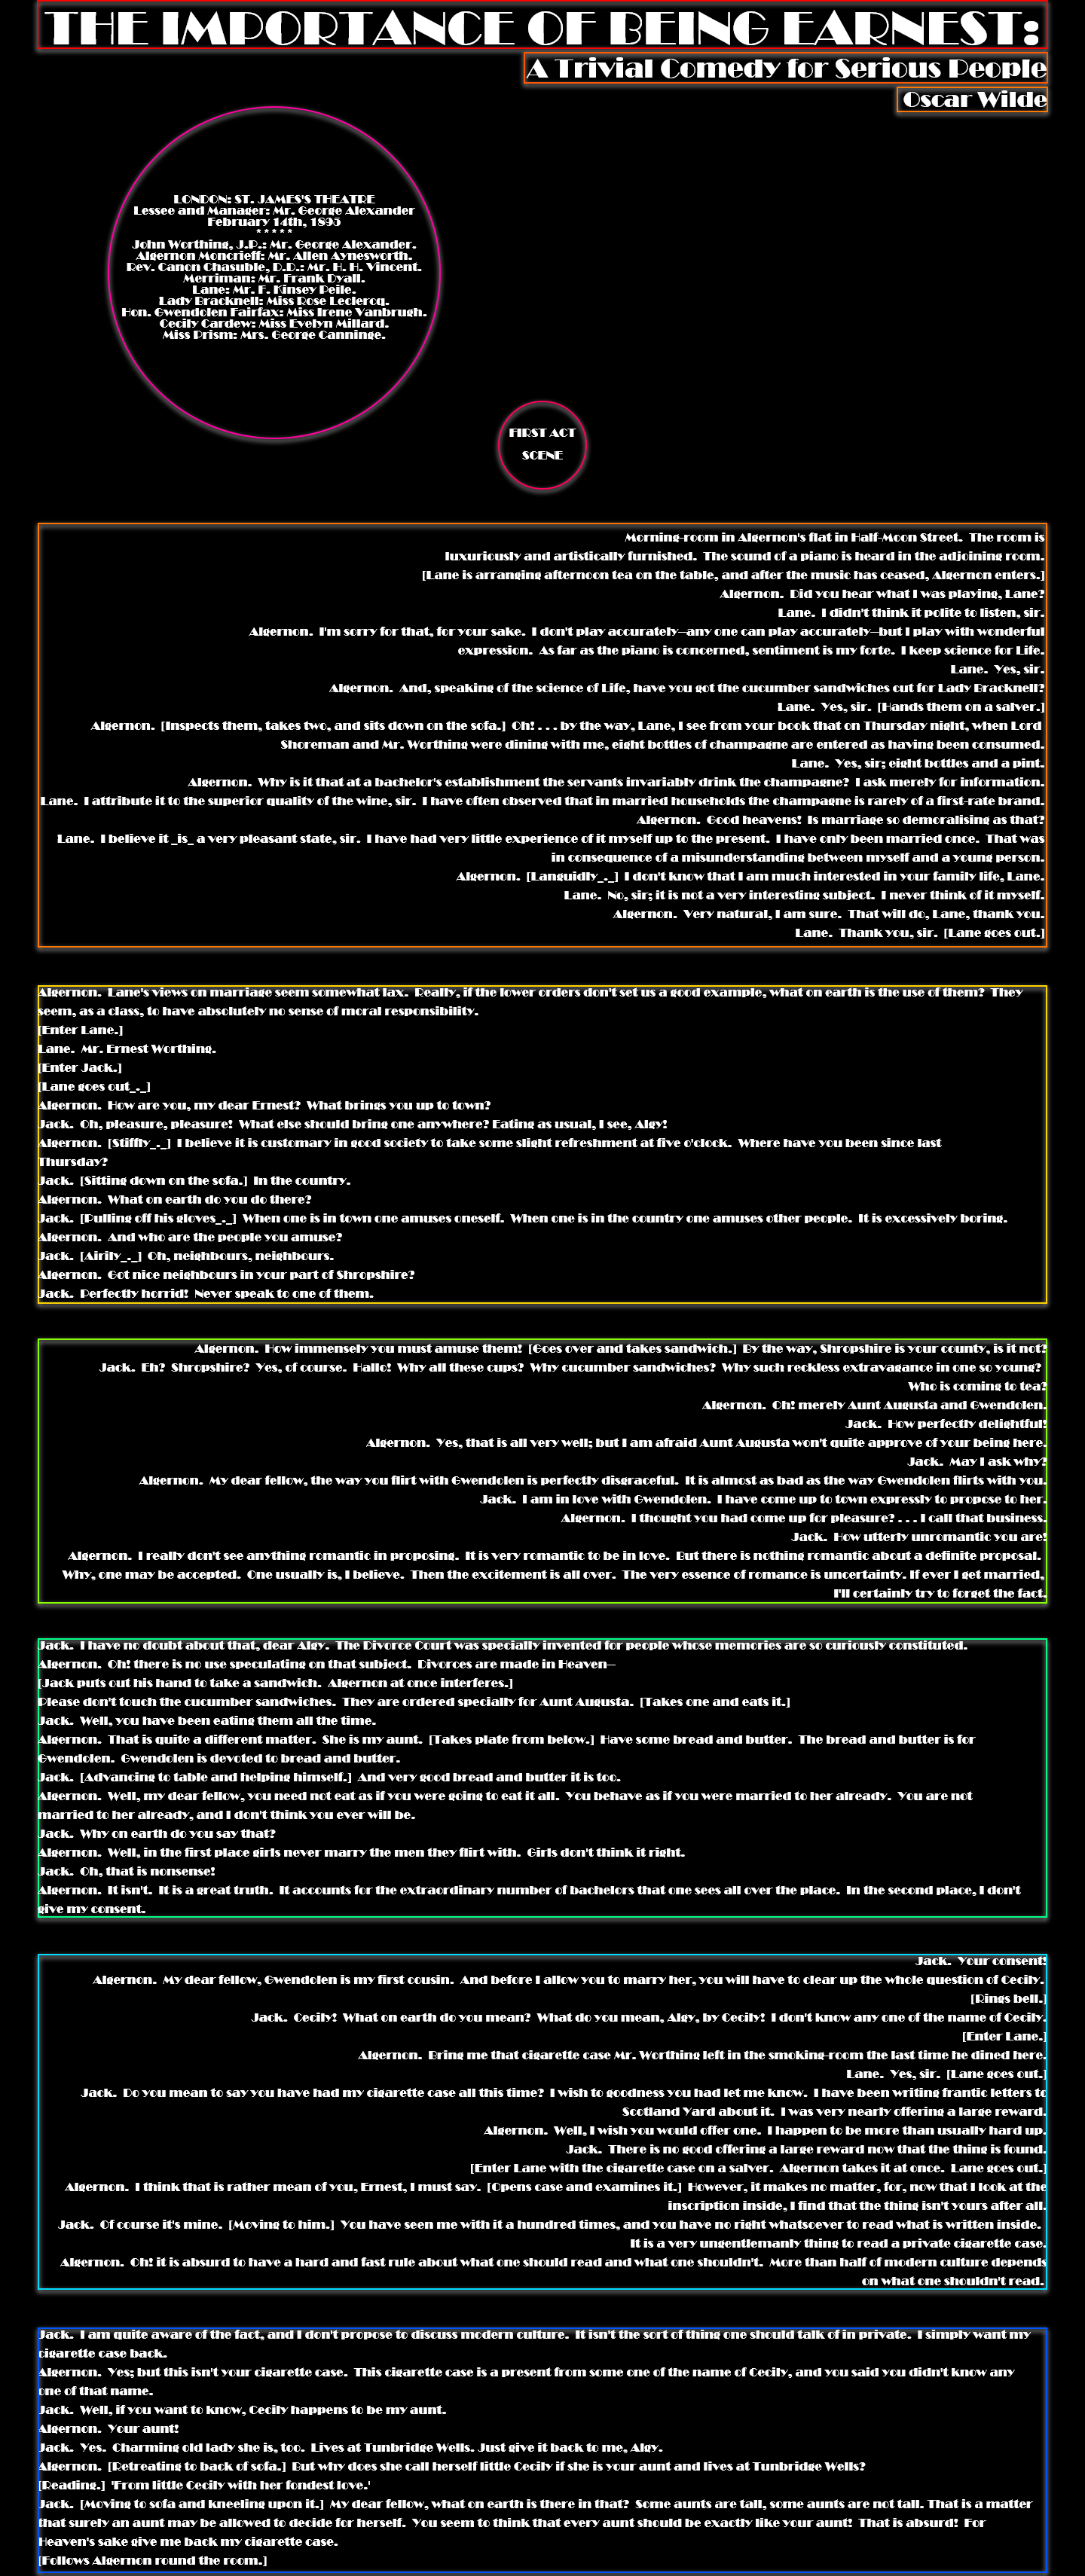 THE IMPORTANCE OF BEING EARNEST:
A Trivial Comedy for Serious People
Oscar Wilde
LONDON: ST. JAMES'S THEATRE
Lessee and Manager: Mr. George Alexander
February 14th, 1895
* * * * *
John Worthing, J.P.: Mr. George Alexander.
Algernon Moncrieff: Mr. Allen Aynesworth.
Rev. Canon Chasuble, D.D.: Mr. H. H. Vincent.
Merriman: Mr. Frank Dyall.
Lane: Mr. F. Kinsey Peile.
Lady Bracknell: Miss Rose Leclercq.
Hon. Gwendolen Fairfax: Miss Irene Vanbrugh.
Cecily Cardew: Miss Evelyn Millard.
Miss Prism: Mrs. George Canninge.
FIRST ACT
SCENE
Morning-room in Algernon's flat in Half-Moon Street.  The room is
luxuriously and artistically furnished.  The sound of a piano is heard in the adjoining room.
[Lane is arranging afternoon tea on the table, and after the music has ceased, Algernon enters.]
Algernon.  Did you hear what I was playing, Lane?
Lane.  I didn't think it polite to listen, sir.
Algernon.  I'm sorry for that, for your sake.  I don't play accurately—any one can play accurately—but I play with wonderful
expression.  As far as the piano is concerned, sentiment is my forte.  I keep science for Life.
Lane.  Yes, sir.
Algernon.  And, speaking of the science of Life, have you got the cucumber sandwiches cut for Lady Bracknell?
Lane.  Yes, sir.  [Hands them on a salver.]
Algernon.  [Inspects them, takes two, and sits down on the sofa.]  Oh! . . . by the way, Lane, I see from your book that on Thursday night, when Lord
Shoreman and Mr. Worthing were dining with me, eight bottles of champagne are entered as having been consumed.
Lane.  Yes, sir; eight bottles and a pint.
Algernon.  Why is it that at a bachelor's establishment the servants invariably drink the champagne?  I ask merely for information.
Lane.  I attribute it to the superior quality of the wine, sir.  I have often observed that in married households the champagne is rarely of a first-rate brand.
Algernon.  Good heavens!  Is marriage so demoralising as that?
Lane.  I believe it _is_ a very pleasant state, sir.  I have had very little experience of it myself up to the present.  I have only been married once.  That was
in consequence of a misunderstanding between myself and a young person.
Algernon.  [Languidly_._]  I don't know that I am much interested in your family life, Lane.
Lane.  No, sir; it is not a very interesting subject.  I never think of it myself.
Algernon.  Very natural, I am sure.  That will do, Lane, thank you.
Lane.  Thank you, sir.  [Lane goes out.]
Algernon.  Lane's views on marriage seem somewhat lax.  Really, if the lower orders don't set us a good example, what on earth is the use of them?  They
seem, as a class, to have absolutely no sense of moral responsibility.
[Enter Lane.]
Lane.  Mr. Ernest Worthing.
[Enter Jack.]
[Lane goes out_._]
Algernon.  How are you, my dear Ernest?  What brings you up to town?
Jack.  Oh, pleasure, pleasure!  What else should bring one anywhere? Eating as usual, I see, Algy!
Algernon.  [Stiffly_._]  I believe it is customary in good society to take some slight refreshment at five o'clock.  Where have you been since last
Thursday?
Jack.  [Sitting down on the sofa.]  In the country.
Algernon.  What on earth do you do there?
Jack.  [Pulling off his gloves_._]  When one is in town one amuses oneself.  When one is in the country one amuses other people.  It is excessively boring.
Algernon.  And who are the people you amuse?
Jack.  [Airily_._]  Oh, neighbours, neighbours.
Algernon.  Got nice neighbours in your part of Shropshire?
Jack.  Perfectly horrid!  Never speak to one of them.
Algernon.  How immensely you must amuse them!  [Goes over and takes sandwich.]  By the way, Shropshire is your county, is it not?
Jack.  Eh?  Shropshire?  Yes, of course.  Hallo!  Why all these cups?  Why cucumber sandwiches?  Why such reckless extravagance in one so young?
Who is coming to tea?
Algernon.  Oh! merely Aunt Augusta and Gwendolen.
Jack.  How perfectly delightful!
Algernon.  Yes, that is all very well; but I am afraid Aunt Augusta won't quite approve of your being here.
Jack.  May I ask why?
Algernon.  My dear fellow, the way you flirt with Gwendolen is perfectly disgraceful.  It is almost as bad as the way Gwendolen flirts with you.
Jack.  I am in love with Gwendolen.  I have come up to town expressly to propose to her.
Algernon.  I thought you had come up for pleasure? . . . I call that business.
Jack.  How utterly unromantic you are!
Algernon.  I really don't see anything romantic in proposing.  It is very romantic to be in love.  But there is nothing romantic about a definite proposal.
Why, one may be accepted.  One usually is, I believe.  Then the excitement is all over.  The very essence of romance is uncertainty. If ever I get married,
I'll certainly try to forget the fact.
Jack.  I have no doubt about that, dear Algy.  The Divorce Court was specially invented for people whose memories are so curiously constituted.
Algernon.  Oh! there is no use speculating on that subject.  Divorces are made in Heaven—
[Jack puts out his hand to take a sandwich.  Algernon at once interferes.]
Please don't touch the cucumber sandwiches.  They are ordered specially for Aunt Augusta.  [Takes one and eats it.]
Jack.  Well, you have been eating them all the time.
Algernon.  That is quite a different matter.  She is my aunt.  [Takes plate from below.]  Have some bread and butter.  The bread and butter is for
Gwendolen.  Gwendolen is devoted to bread and butter.
Jack.  [Advancing to table and helping himself.]  And very good bread and butter it is too.
Algernon.  Well, my dear fellow, you need not eat as if you were going to eat it all.  You behave as if you were married to her already.  You are not
married to her already, and I don't think you ever will be.
Jack.  Why on earth do you say that?
Algernon.  Well, in the first place girls never marry the men they flirt with.  Girls don't think it right.
Jack.  Oh, that is nonsense!
Algernon.  It isn't.  It is a great truth.  It accounts for the extraordinary number of bachelors that one sees all over the place.  In the second place, I don't
give my consent.
Jack.  Your consent!
Algernon.  My dear fellow, Gwendolen is my first cousin.  And before I allow you to marry her, you will have to clear up the whole question of Cecily.
[Rings bell.]
Jack.  Cecily!  What on earth do you mean?  What do you mean, Algy, by Cecily!  I don't know any one of the name of Cecily.
[Enter Lane.]
Algernon.  Bring me that cigarette case Mr. Worthing left in the smoking-room the last time he dined here.
Lane.  Yes, sir.  [Lane goes out.]
Jack.  Do you mean to say you have had my cigarette case all this time?  I wish to goodness you had let me know.  I have been writing frantic letters to
Scotland Yard about it.  I was very nearly offering a large reward.
Algernon.  Well, I wish you would offer one.  I happen to be more than usually hard up.
Jack.  There is no good offering a large reward now that the thing is found.
[Enter Lane with the cigarette case on a salver.  Algernon takes it at once.  Lane goes out.]
Algernon.  I think that is rather mean of you, Ernest, I must say.  [Opens case and examines it.]  However, it makes no matter, for, now that I look at the
inscription inside, I find that the thing isn't yours after all.
Jack.  Of course it's mine.  [Moving to him.]  You have seen me with it a hundred times, and you have no right whatsoever to read what is written inside.
It is a very ungentlemanly thing to read a private cigarette case.
Algernon.  Oh! it is absurd to have a hard and fast rule about what one should read and what one shouldn't.  More than half of modern culture depends
on what one shouldn't read.
Jack.  I am quite aware of the fact, and I don't propose to discuss modern culture.  It isn't the sort of thing one should talk of in private.  I simply want my
cigarette case back.
Algernon.  Yes; but this isn't your cigarette case.  This cigarette case is a present from some one of the name of Cecily, and you said you didn't know any
one of that name.
Jack.  Well, if you want to know, Cecily happens to be my aunt.
Algernon.  Your aunt!
Jack.  Yes.  Charming old lady she is, too.  Lives at Tunbridge Wells. Just give it back to me, Algy.
Algernon.  [Retreating to back of sofa.]  But why does she call herself little Cecily if she is your aunt and lives at Tunbridge Wells?
[Reading.]  'From little Cecily with her fondest love.'
Jack.  [Moving to sofa and kneeling upon it.]  My dear fellow, what on earth is there in that?  Some aunts are tall, some aunts are not tall. That is a matter
that surely an aunt may be allowed to decide for herself.  You seem to think that every aunt should be exactly like your aunt!  That is absurd!  For
Heaven's sake give me back my cigarette case.
[Follows Algernon round the room.]